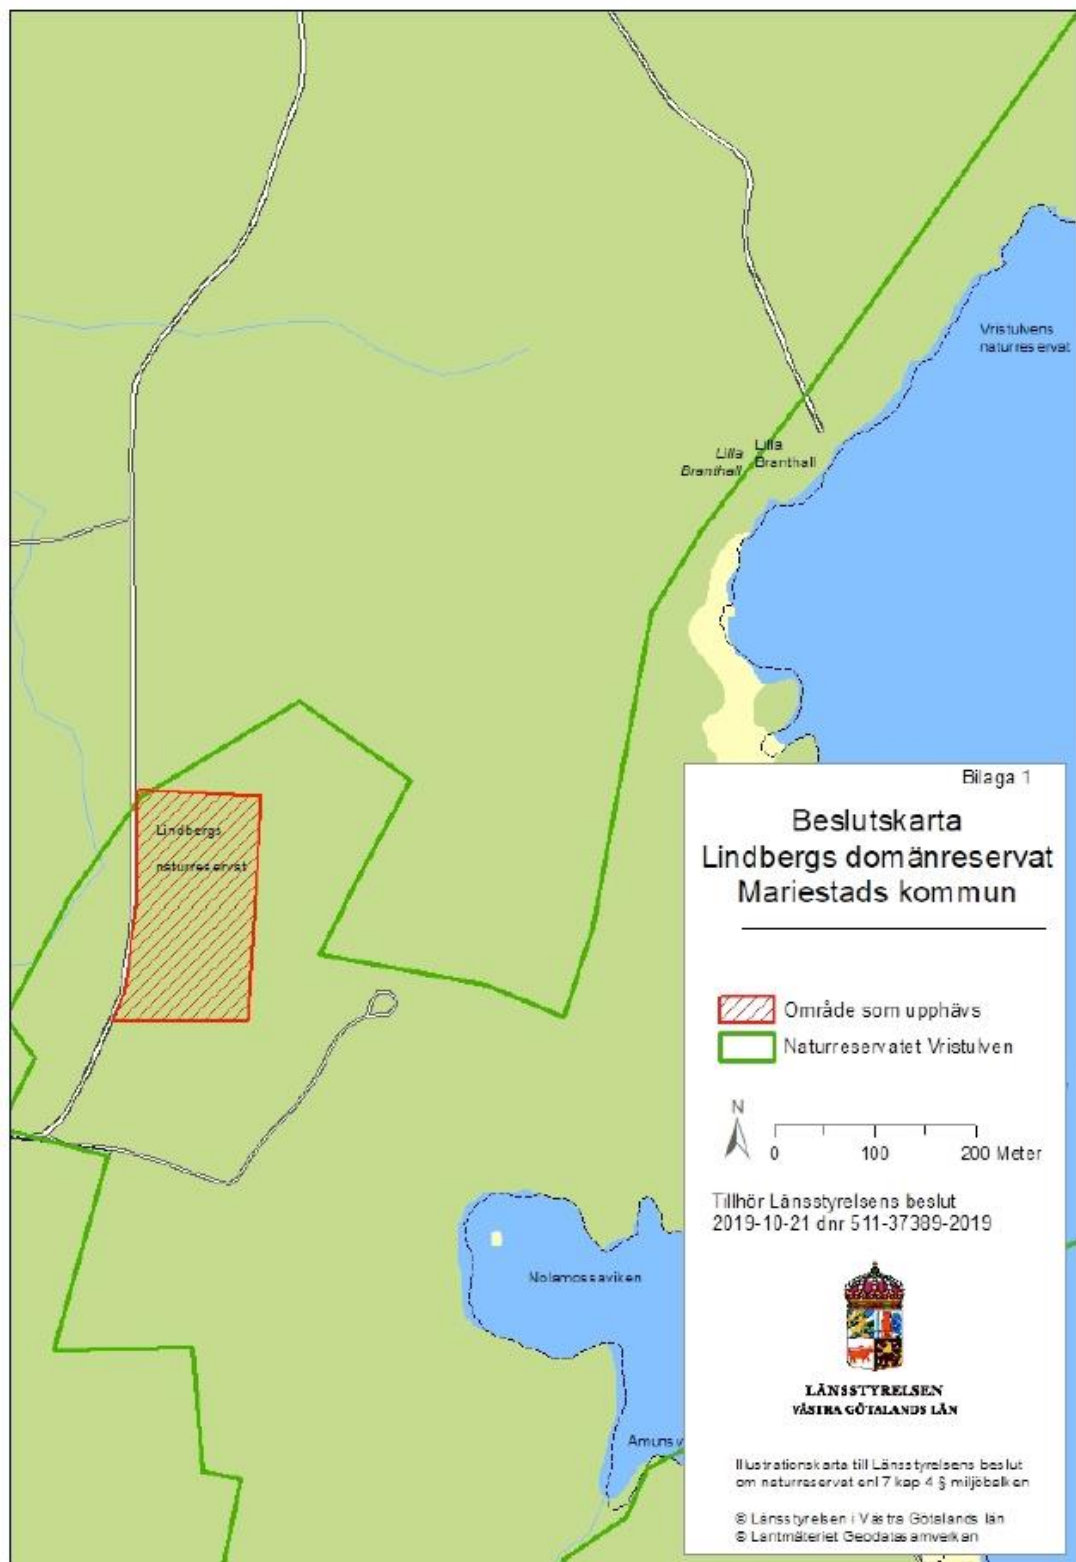 Vristulvens
naturreservat
Lilla
Branthall
Lilla
Branthall
Lindbergs
naturreservat
Nolamossaviken
Amunsv
Bilaga 1
Beslutskarta
Lindbergs domänreservat
Mariestads kommun
Område som upphävs
Naturreservatet Vristulven
N
0 100 200 Meter
Tillhör Länsstyrelsens beslut
2019-10-21 dnr 511-37389-2019
LÄNSSTYRELSEN
VÄSTRA GÖTALANDS LÄN
Illustrationskarta till Länsstyrelsens beslut
om naturreservat enl 7 kap 4 § miljöbalken
© Länsstyrelsen i Västra Götalands län
© Lantmäteriet Geodatasamverkan